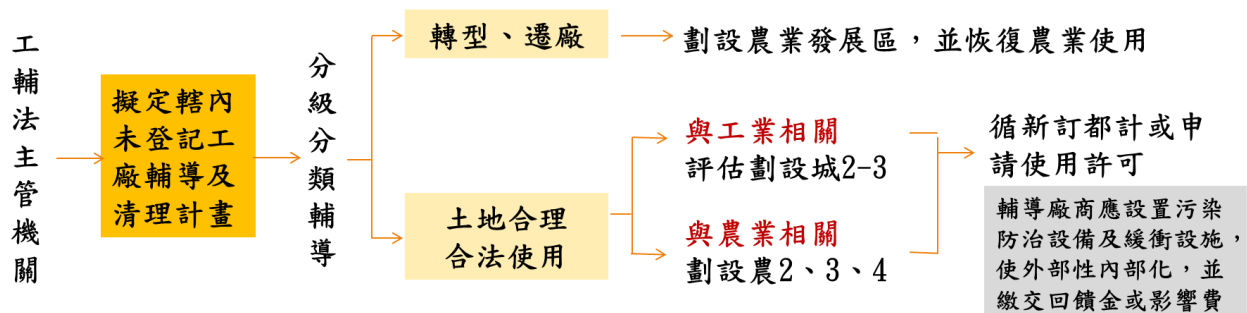 工輔法主管機關
擬定轄內
未登記工
廠輔導及
清理計畫
分級分類輔導
轉型、遷廠
劃設農業發展區，並恢復農業使用
土地合理
合法使用
與工業相關
評估劃設城2-3
與農業相關
劃設農2、3、4
循新訂都計或申
請使用許可
輔導廠商應設置污染
防治設備及緩衝設施，
使外部性內部化，並
繳交回饋金或影響費